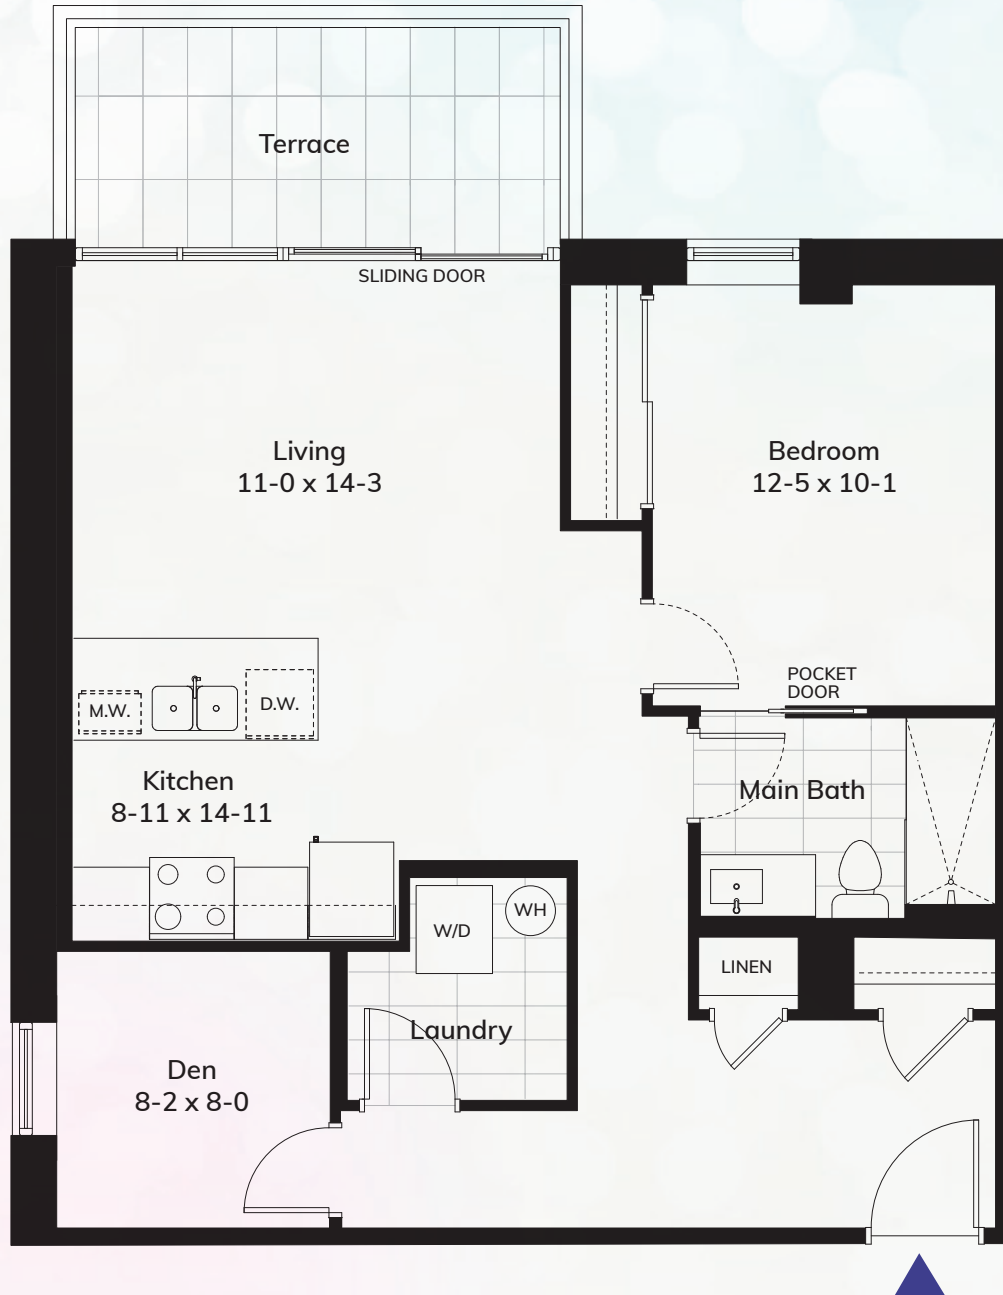 Terrace
SLIDING DOOR
Living
11-0 x 14-3
Bedroom
12-5 x 10-1
POCKET
DOOR
M.W.
D.W.
Kitchen
8-11 x 14-11
Main Bath
W/D
WH
LINEN
Laundry
Den
8-2 x 8-0